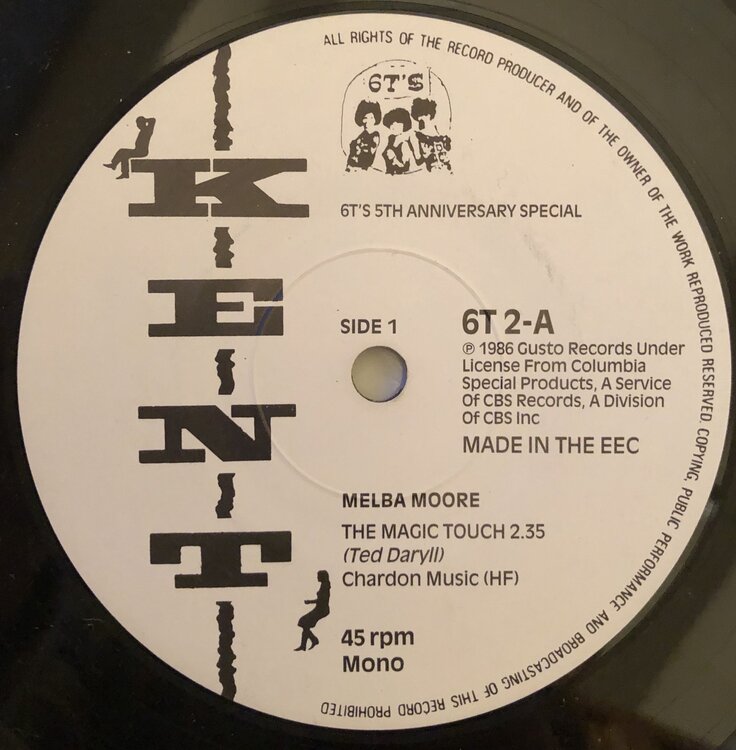 ALL RIGHTS OF THE RECORD PRODUCER AND OF THE OWNER OF THE WORK REPRODUCED RESERVED. COPYING, PUBLIC PERFORMANCE AND BROADCASTING OF THIS RECORD PROHIBITED
6T'S
KENT
6T'S 5TH ANNIVERSARY SPECIAL
SIDE 1
6T 2-A
℗ 1986 Gusto Records Under
License From Columbia
Special Products, A Service
Of CBS Records, A Division
Of CBS Inc
MADE IN THE EEC
MELBA MOORE
THE MAGIC TOUCH 2.35
(Ted Daryll)
Chardon Music (HF)
45 rpm
Mono